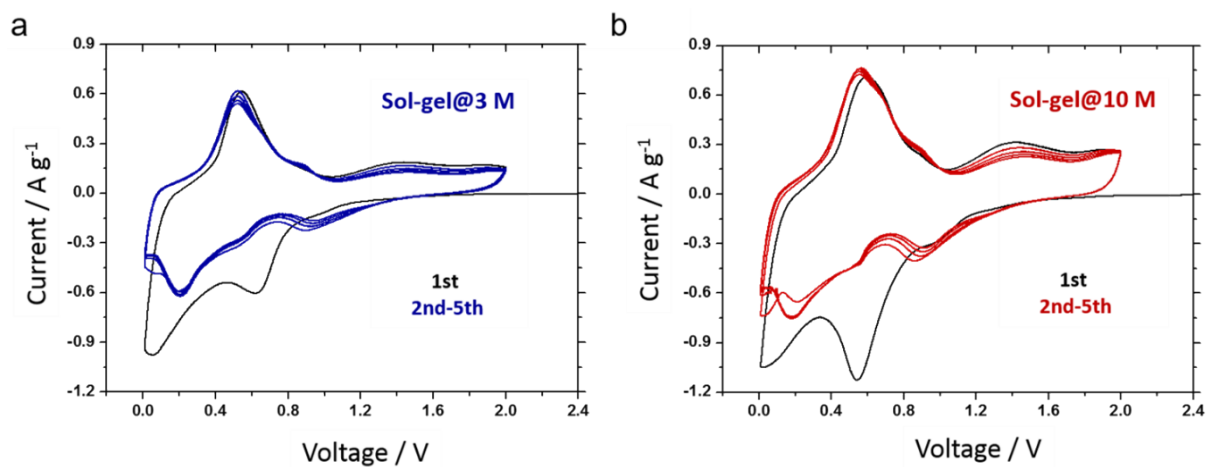 a
0.9
0.6
0.3
0.0
-0.3
-0.6
-0.9
-1.2
Current / A g-1
Sol-gel@3 M
1st
2nd-5th
0.0 0.4 0.8 1.2 1.6 2.0 2.4
Voltage / V
b
0.9
0.6
0.3
0.0
-0.3
-0.6
-0.9
-1.2
Current / A g-1
Sol-gel@10 M
1st
2nd-5th
0.0 0.4 0.8 1.2 1.6 2.0 2.4
Voltage / V